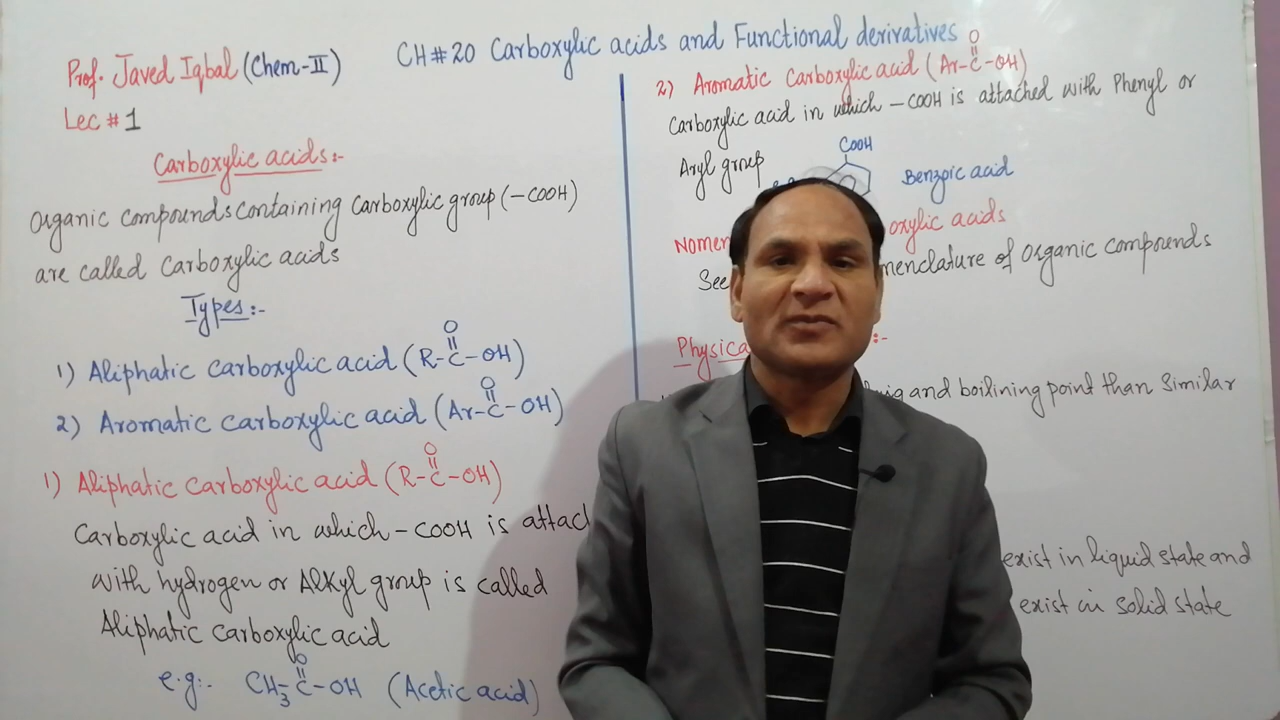 Prof. Javed Iqbal (Chem-II)
CH#20 Carboxylic acids and Functional derivatives
Lec #1
Carboxylic acids:-
Organic compounds containing Carboxylic group (-COOH)
are called Carboxylic acids
Types:-
1) Aliphatic carboxylic acid (R-C-OH)
O
2) Aromatic carboxylic acid (Ar-C-OH)
O
1) Aliphatic carboxylic acid (R-C-OH)
O
Carboxylic acid in which -COOH is attac
with hydrogen or Alkyl group is called
Aliphatic carboxylic acid
e.g:- CH3-C-OH (Acetic acid)
O
2) Aromatic Carboxylic acid (Ar-C-OH)
O
Carboxylic acid in which -COOH is attached with Phenyl or
Aryl group
COOH
Benzoic acid
Nomen oxylic acids
See menclature of Organic Compounds
Physica :-
and boilining point than Similar
exist in liquid state and
exist in solid state